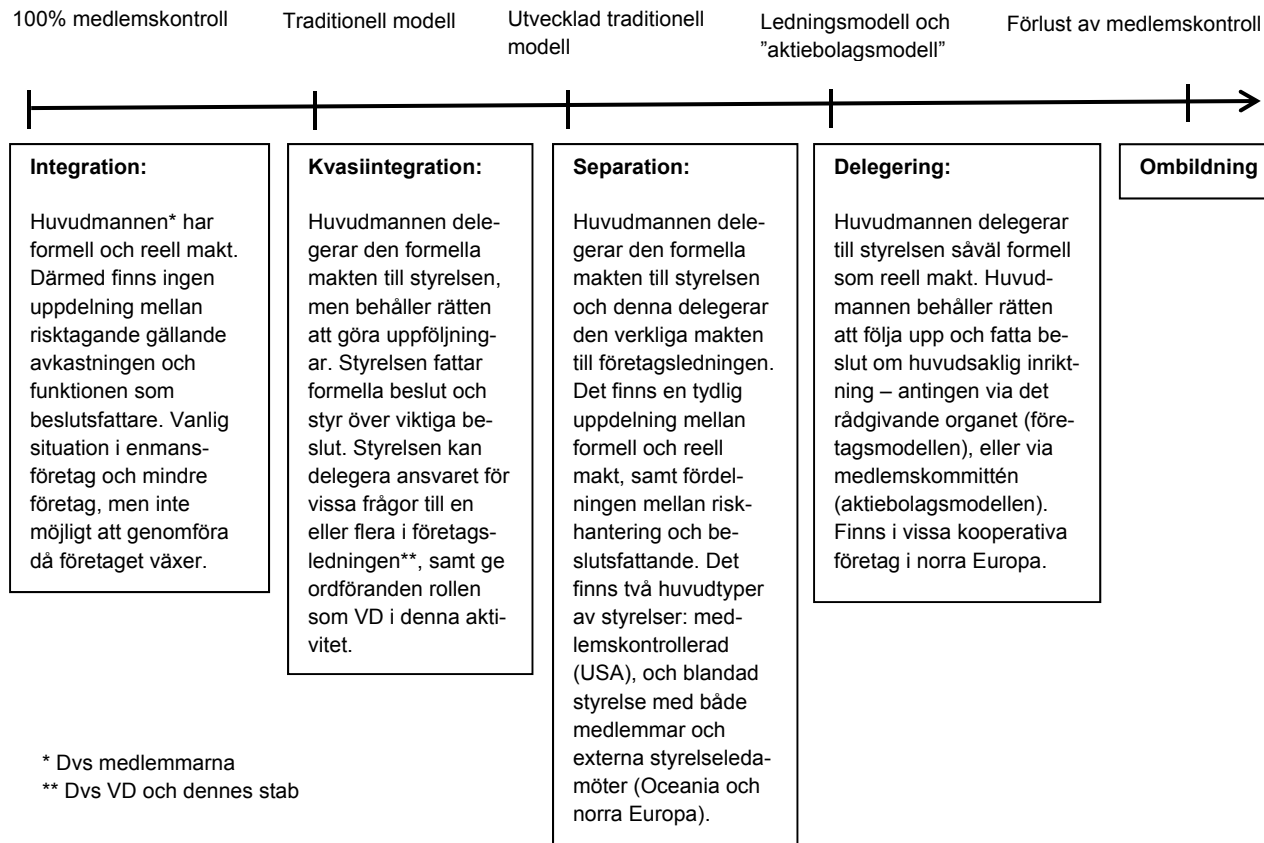 100% medlemskontroll
Traditionell modell
Utvecklad traditionell
modell
Ledningsmodell och
”aktiebolagsmodell”
Förlust av medlemskontroll
Integration:
Huvudmannen* har
formell och reell makt.
Därmed finns ingen
uppdelning mellan
risktagande gällande
avkastningen och
funktionen som
beslutsfattare. Vanlig
situation i enmans-
företag och mindre
företag, men inte
möjligt att genomföra
då företaget växer.
Kvasiintegration:
Huvudmannen dele-
gerar den formella
makten till styrelsen,
men behåller rätten
att göra uppföljning-
ar. Styrelsen fattar
formella beslut och
styr över viktiga be-
slut. Styrelsen kan
delegera ansvaret för
vissa frågor till en
eller flera i företags-
ledningen**, samt ge
ordföranden rollen
som VD i denna akti-
vitet.
Separation:
Huvudmannen dele-
gerar den formella
makten till styrelsen
och denna delegerar
den verkliga makten
till företagsledningen.
Det finns en tydlig
uppdelning mellan
formell och reell
makt, samt fördel-
ningen mellan risk-
hantering och be-
slutsfattande. Det
finns två huvudtyper
av styrelser: med-
lemskontrollerad
(USA), och blandad
styrelse med både
medlemmar och
externa styrelseleda-
möter (Oceania och
norra Europa).
Delegering:
Huvudmannen delegerar
till styrelsen såväl formell
som reell makt. Huvud-
mannen behåller rätten
att följa upp och fatta be-
slut om huvudsaklig inrikt-
ning – antingen via det
rådgivande organet (före-
tagsmodellen), eller via
medlemskommittén
(aktiebolagsmodellen).
Finns i vissa kooperativa
företag i norra Europa.
Ombildning
* Dvs medlemmarna
** Dvs VD och dennes stab